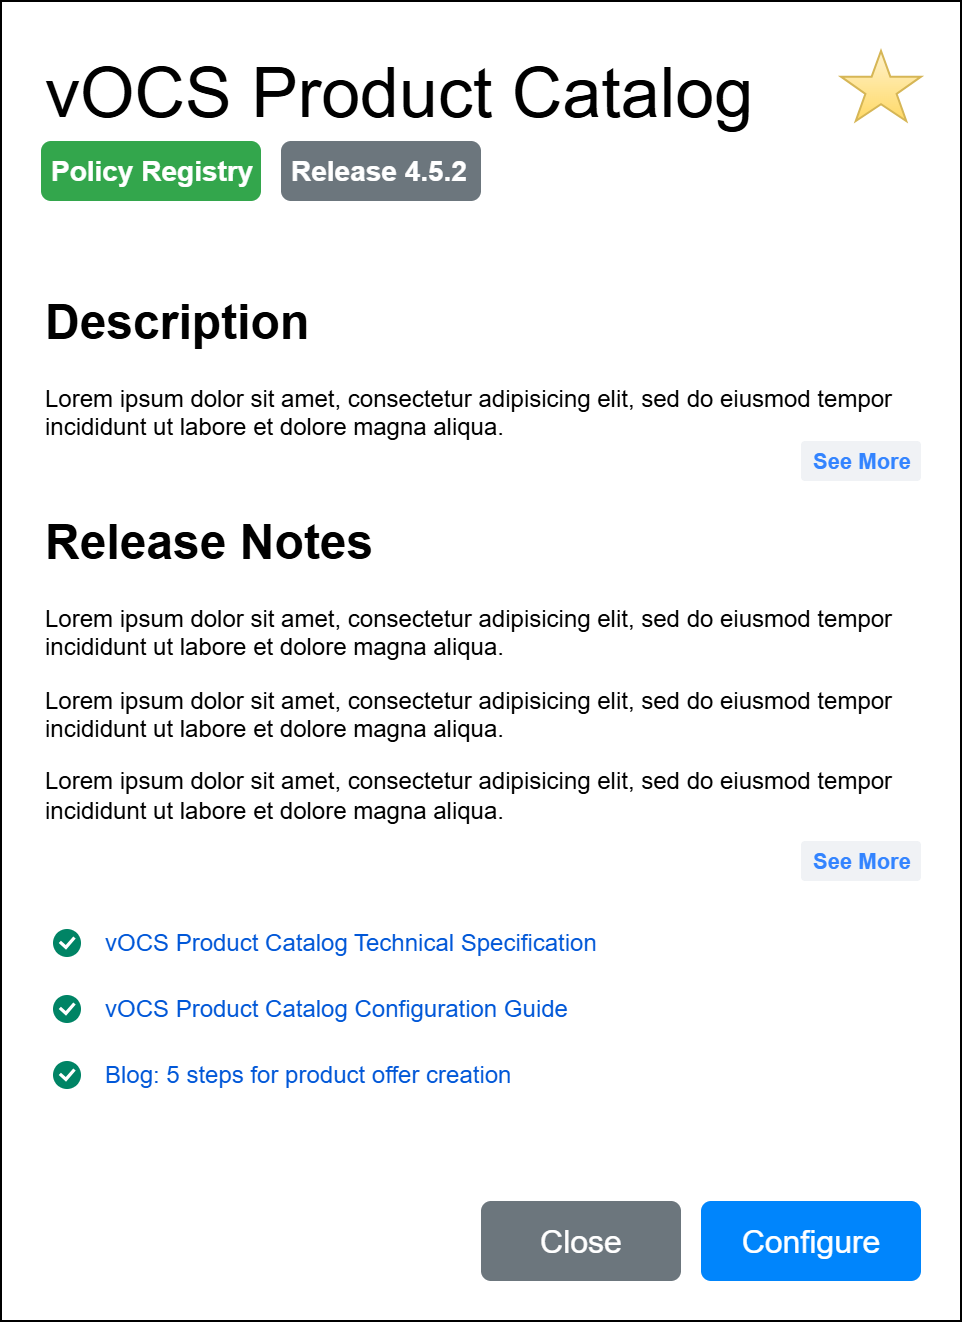 vOCS Product Catalog
Policy Registry
Release 4.5.2
Description
Lorem ipsum dolor sit amet, consectetur adipisicing elit, sed do eiusmod tempor
incididunt ut labore et dolore magna aliqua.
See More
Release Notes
Lorem ipsum dolor sit amet, consectetur adipisicing elit, sed do eiusmod tempor
incididunt ut labore et dolore magna aliqua.
Lorem ipsum dolor sit amet, consectetur adipisicing elit, sed do eiusmod tempor
incididunt ut labore et dolore magna aliqua.
Lorem ipsum dolor sit amet, consectetur adipisicing elit, sed do eiusmod tempor
incididunt ut labore et dolore magna aliqua.
See More
vOCS Product Catalog Technical Specification
vOCS Product Catalog Configuration Guide
Blog: 5 steps for product offer creation
Close
Configure